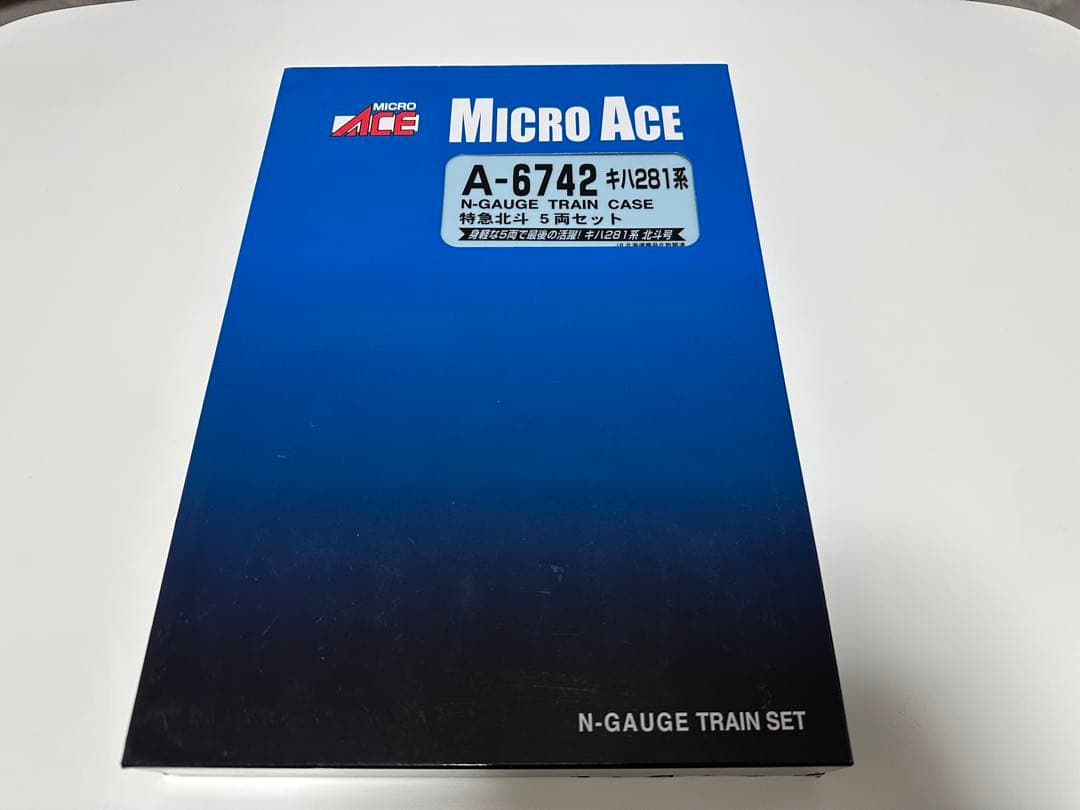 MICRO
ACE
MICRO ACE
A-6742 キハ281系
N-GAUGE TRAIN CASE
特急北斗 5両セット
身軽な5両で最後の活躍! キハ281系 北斗号
N-GAUGE TRAIN SET